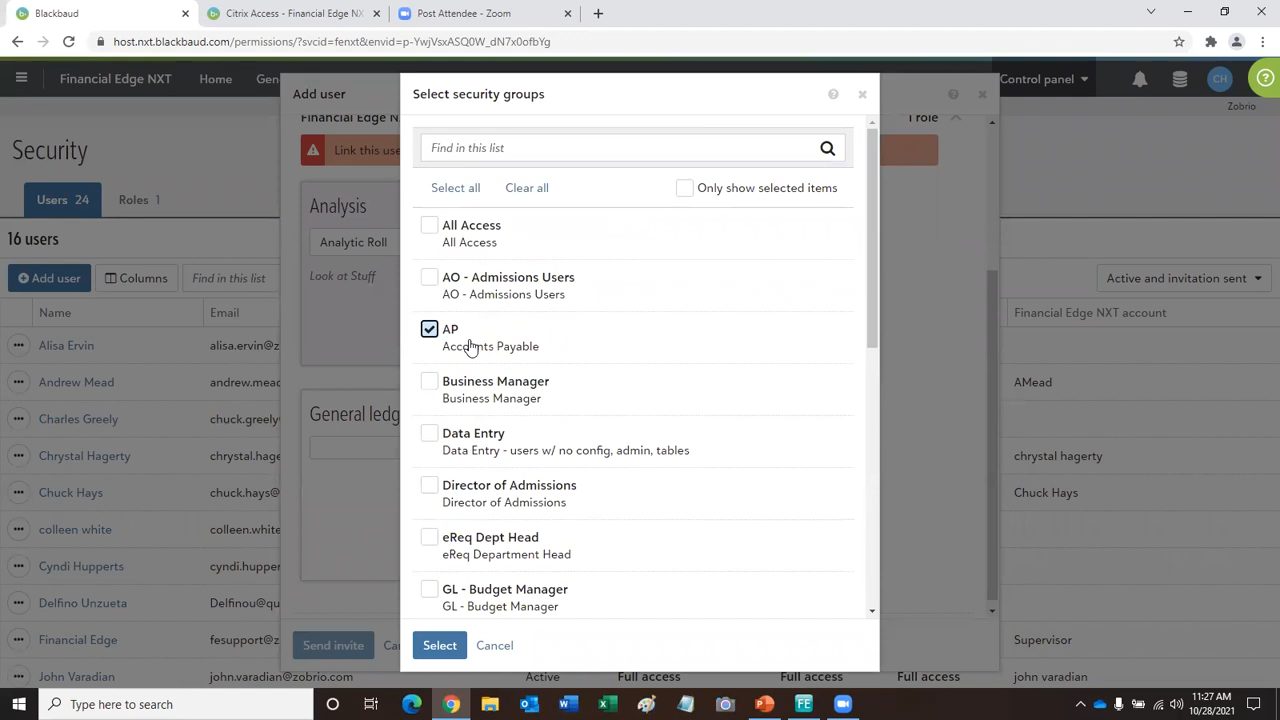 Blackbaud
Citrix Access - Financial Edge NXT
Post Attendee - Zoom
host.nxt.blackbaud.com/permissions/?svcid=fenxt&envid=p-YwjVsxASQ0W_dN7x0ofbYg
Financial Edge NXT
Home
Gen
Control panel
CH
Zobrio
Security
Users 24
Roles 1
16 users
Add user
Columns
Find in this list
Active and invitation sent
Name
Email
Financial Edge NXT account
Alisa Ervin
alisa.ervin@z
Andrew Mead
andrew.mead
AMead
Charles Greely
chuck.greely
Chrystal Hagerty
chrystal.hage
chrystal hagerty
Chuck Hays
chuck.hays@
Chuck Hays
colleen white
colleen.white
Cyndi Hupperts
cyndi.hupper
Delfino Unzueta
Delfinou@qu
Financial Edge
fesupport@z
Supervisor
John Varadian
john.varadian@zobrio.com
Active
Full access
Full access
Full access
john varadian
Add user
Financial Edge N
1 role
Link this use
Analysis
Analytic Roll
Look at Stuff
General ledg
Send invite
Ca
Select security groups
Find in this list
Select all
Clear all
Only show selected items
All Access
All Access
AO - Admissions Users
AO - Admissions Users
AP
Accounts Payable
Business Manager
Business Manager
Data Entry
Data Entry - users w/ no config, admin, tables
Director of Admissions
Director of Admissions
eReq Dept Head
eReq Department Head
GL - Budget Manager
GL - Budget Manager
Select
Cancel
Type here to search
11:27 AM
10/28/2021